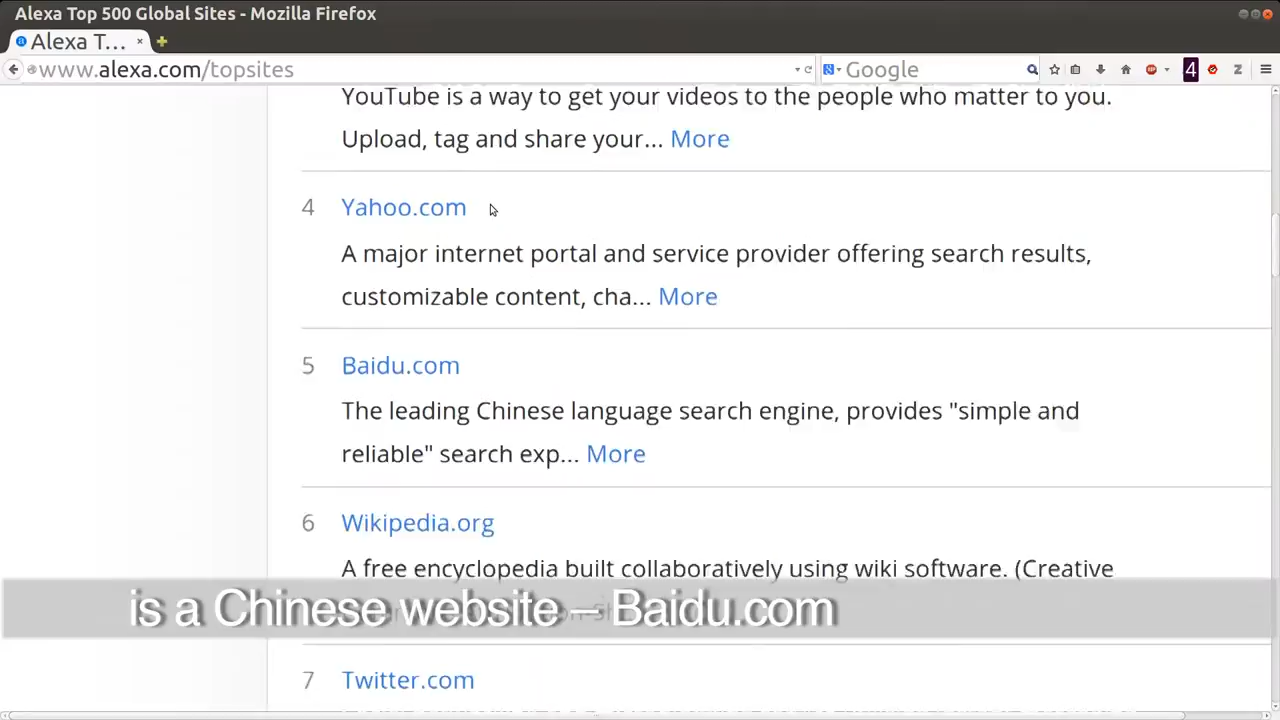 Alexa Top 500 Global Sites - Mozilla Firefox
Alexa T...
www.alexa.com/topsites
Google
4
Z
YouTube is a way to get your videos to the people who matter to you.
Upload, tag and share your... More
4 Yahoo.com
A major internet portal and service provider offering search results,
customizable content, cha... More
5 Baidu.com
The leading Chinese language search engine, provides "simple and
reliable" search exp... More
6 Wikipedia.org
A free encyclopedia built collaboratively using wiki software. (Creative
is a Chinese website – Baidu.com
7 Twitter.com